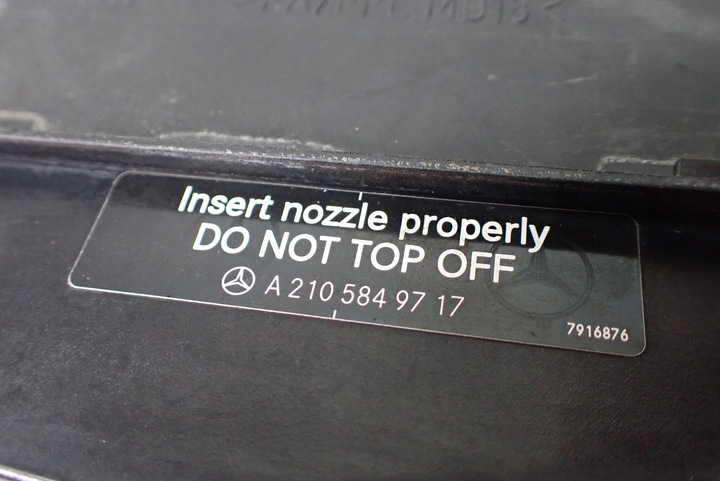 Insert nozzle properly
DO NOT TOP OFF
A 210 584 97 17
7916876